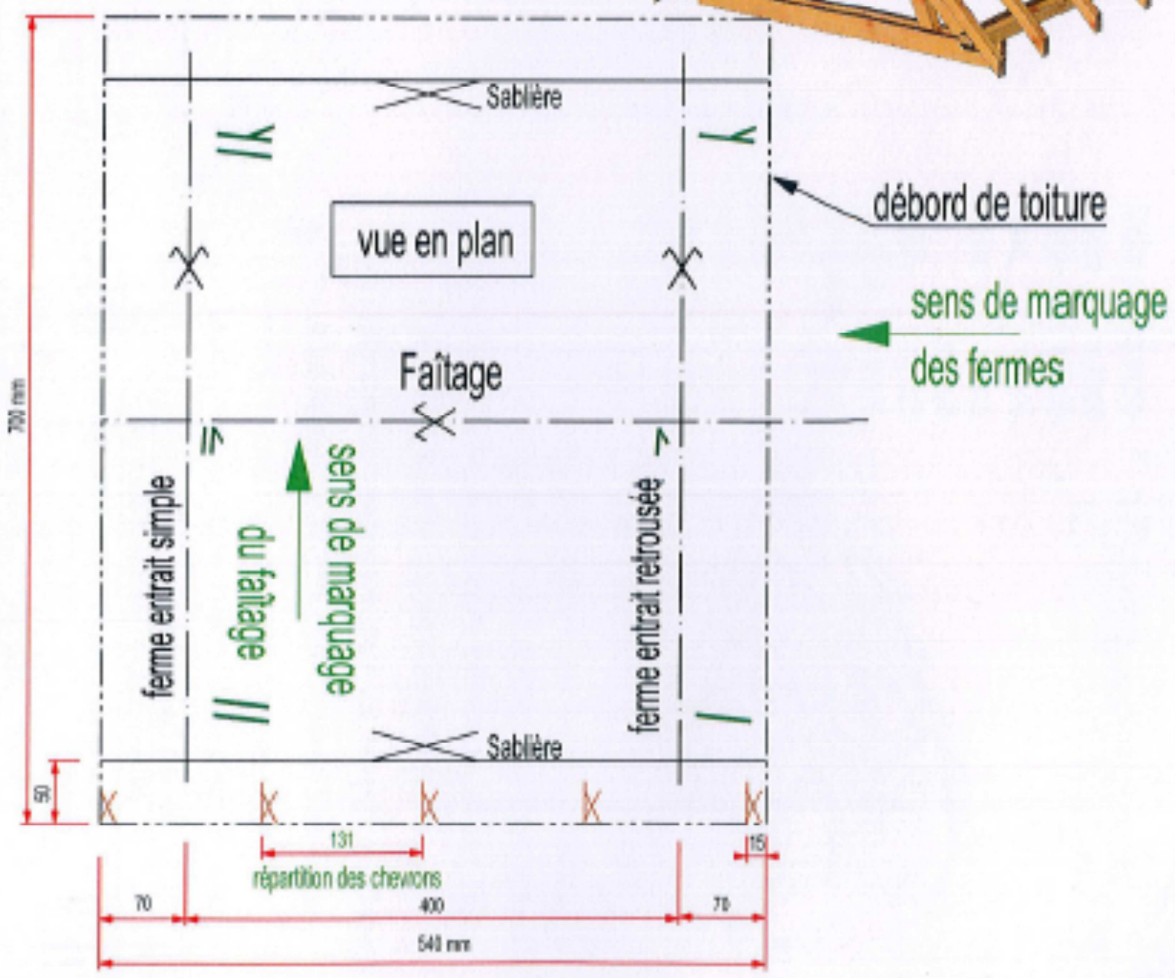 Sablière
débord de toiture
vue en plan
sens de marquage
des fermes
Faîtage
700 mm
ferme entrait simple
sens de marquage
du faîtage
ferme entrait retrousée
Sablière
50
131
15
répartition des chevrons
70
400
70
540 mm